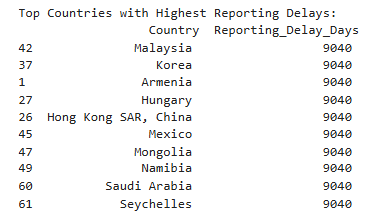 Top Countries with Highest Reporting Delays:
Country Reporting_Delay_Days
42 Malaysia 9040
37 Korea 9040
1 Armenia 9040
27 Hungary 9040
26 Hong Kong SAR, China 9040
45 Mexico 9040
47 Mongolia 9040
49 Namibia 9040
60 Saudi Arabia 9040
61 Seychelles 9040